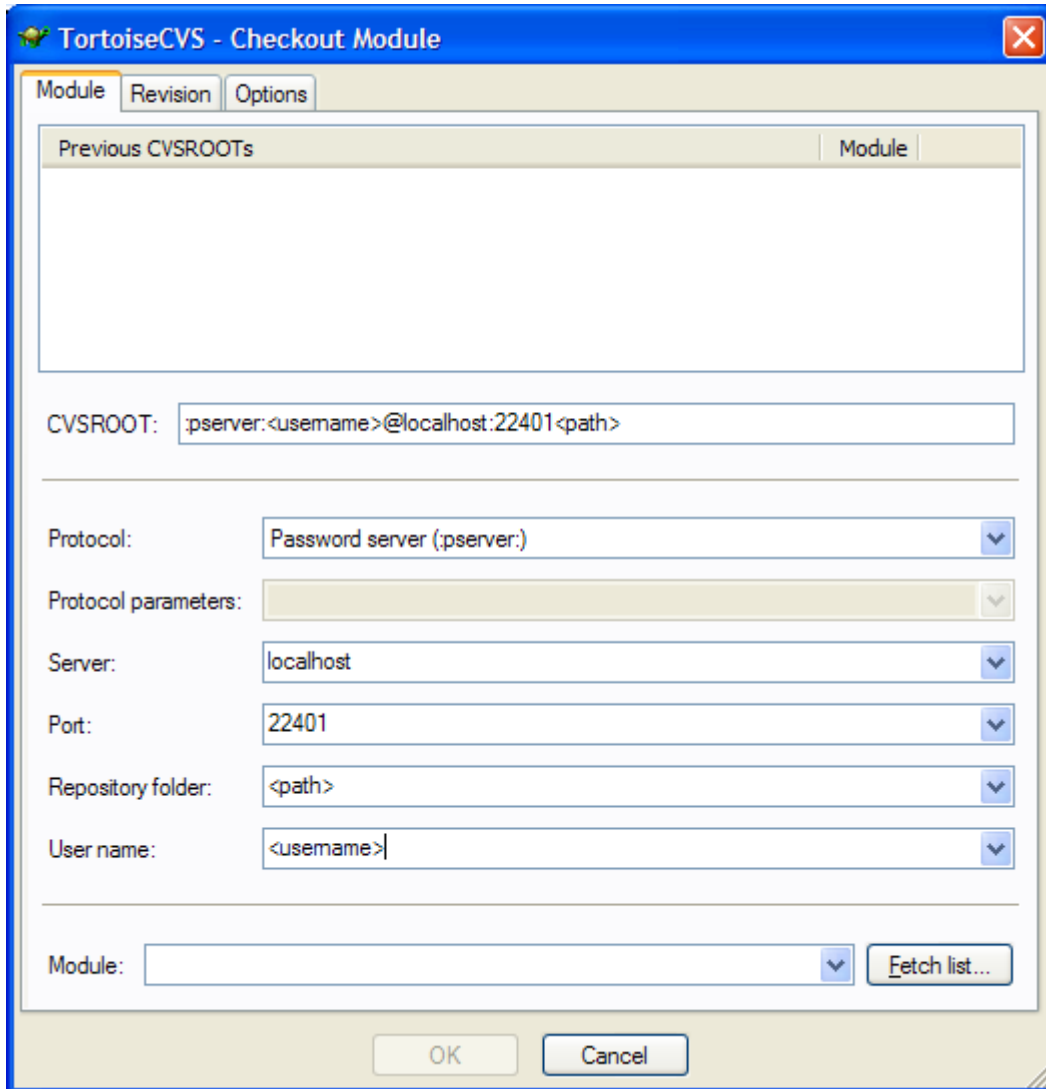 TortoiseCVS - Checkout Module
Module Revision Options
Previous CVSROOTs Module
CVSROOT: :pserver:<username>@localhost:22401<path>
Protocol: Password server (:pserver:)
Protocol parameters:
Server: localhost
Port: 22401
Repository folder: <path>
User name: <username>
Module: Fetch list...
OK Cancel